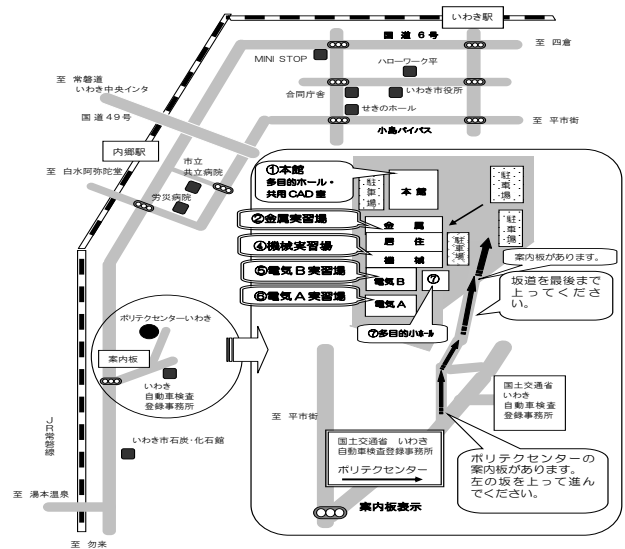 いわき駅
国道6号
至 四倉
MINI STOP
ハローワーク平
至 常磐道
いわき中央インタ
合同庁舎
いわき市役所
せきのホール
国道49号
小島バイパス
至 平市街
内郷駅
市立
共立病院
至 白水阿弥陀堂
労災病院
①本館
多目的ホール・
共用CAD室
駐車場
本館
駐車場
②金属実習場
金属
駐車場
④機械実習場
居住
駐車場
機械
案内板があります。
⑤電気B実習場
電気B
⑦
坂道を最後まで
上ってくださ
い。
⑥電気A実習場
電気A
⑦多目的小ホール
ポリテクセンターいわき
案内板
いわき
自動車検査
登録事務所
国土交通省
いわき
自動車検査
登録事務所
至 平市街
JR常磐線
いわき市石炭・化石館
国土交通省 いわき
自動車検査登録事務所
ポリテクセンター
ポリテクセンターの
案内板があります。
左の坂を上って進ん
でください。
至 湯本温泉
案内板表示
至 勿来